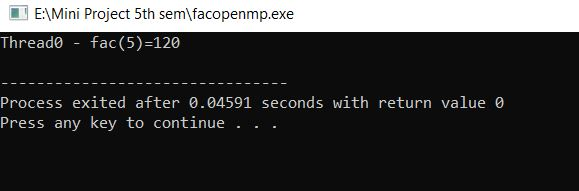 E:\Mini Project 5th sem\facopenmp.exe
Thread0 - fac(5)=120
--------------------------------
Process exited after 0.04591 seconds with return value 0
Press any key to continue . . .